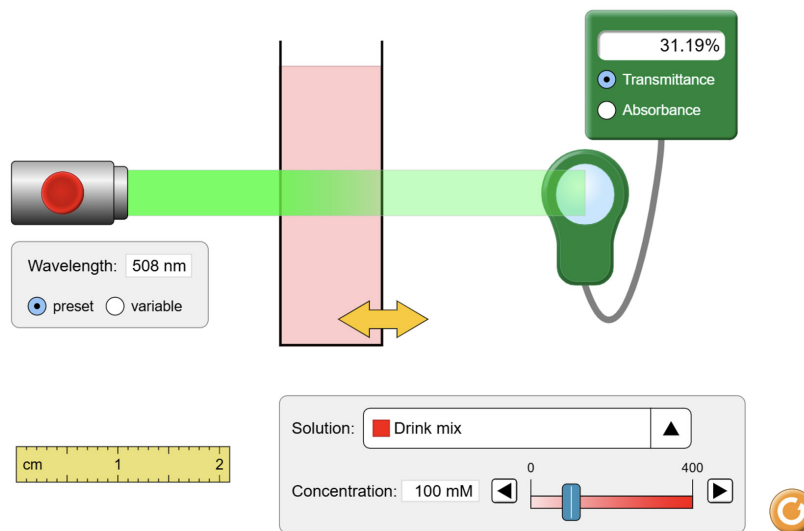 31.19%
Transmittance
Absorbance
Wavelength: 508 nm
preset variable
cm 1 2
Solution: Drink mix
0 400
Concentration: 100 mM